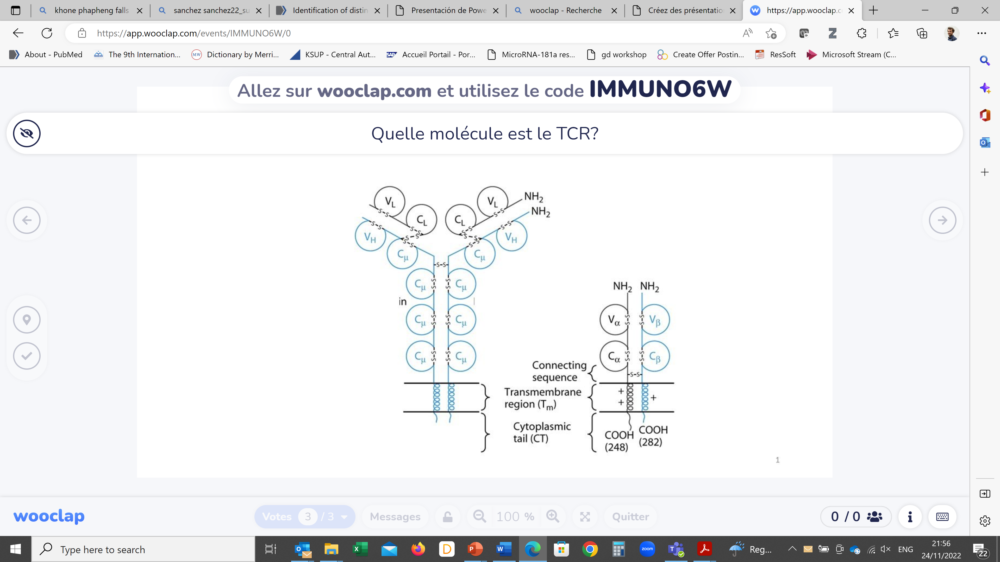 khone phapheng falls
sanchez sanchez22_su
Identification of distin
Presentación de Powe
wooclap - Recherche
Créez des présentatio
https://app.wooclap.c
https://app.wooclap.com/events/IMMUNO6W/0
About - PubMed
The 9th Internation...
Dictionary by Merri...
KSUP - Central Aut...
Accueil Portail - Por...
MicroRNA-181a res...
gd workshop
Create Offer Postin...
ResSoft
Microsoft Stream (C...
Allez sur wooclap.com et utilisez le code IMMUNO6W
Quelle molécule est le TCR?
VL VL NH2
NH2
CL CL
VH VH
Cμ Cμ
-s-s-
Cμ Cμ
in
Cμ Cμ
Cμ Cμ
NH2 NH2
Vα Vβ
Cα Cβ
-s-s-
Connecting
sequence
Transmembrane
region (Tm)
+ + +
Cytoplasmic
tail (CT)
COOH
(248)
COOH
(282)
1
wooclap
Votes 3 / 3
Messages
100 %
Quitter
0 / 0
Type here to search
Reg...
ENG
21:56
24/11/2022
22